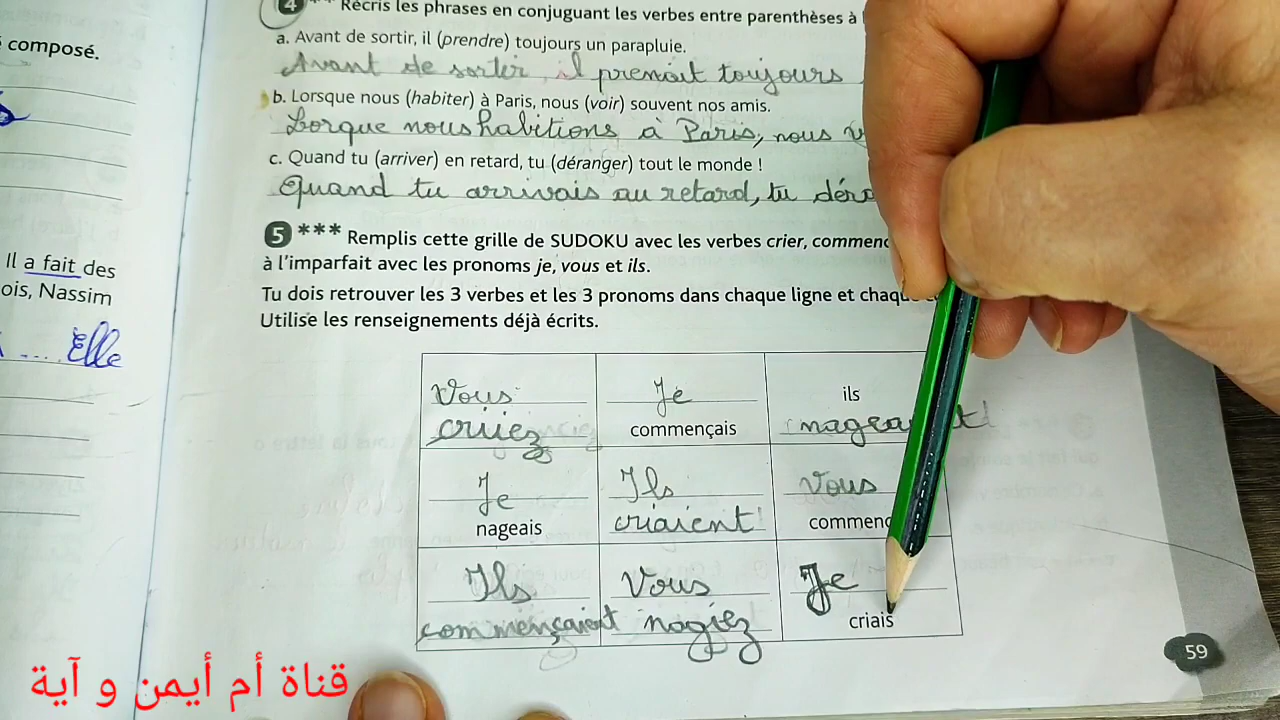 composé.
Il a fait des
ois, Nassim
.... Elle
4 ** Récris les phrases en conjuguant les verbes entre parenthèses à
a. Avant de sortir, il (prendre) toujours un parapluie.
Avant de sortir, il prenait toujours
b. Lorsque nous (habiter) à Paris, nous (voir) souvent nos amis.
Lorque nous habitions à Paris, nous v
c. Quand tu (arriver) en retard, tu (déranger) tout le monde !
Quand tu arrivais au retard, tu déra
5 *** Remplis cette grille de SUDOKU avec les verbes crier, commenc
à l'imparfait avec les pronoms je, vous et ils.
Tu dois retrouver les 3 verbes et les 3 pronoms dans chaque ligne et chaque
Utilise les renseignements déjà écrits.
Vous Je ils
criiez commençais nageaient
Je Ils Vous
nageais criaient commenc
Ils Vous Je
commençaient nagiez criais
59
قناة أم أيمن و آية